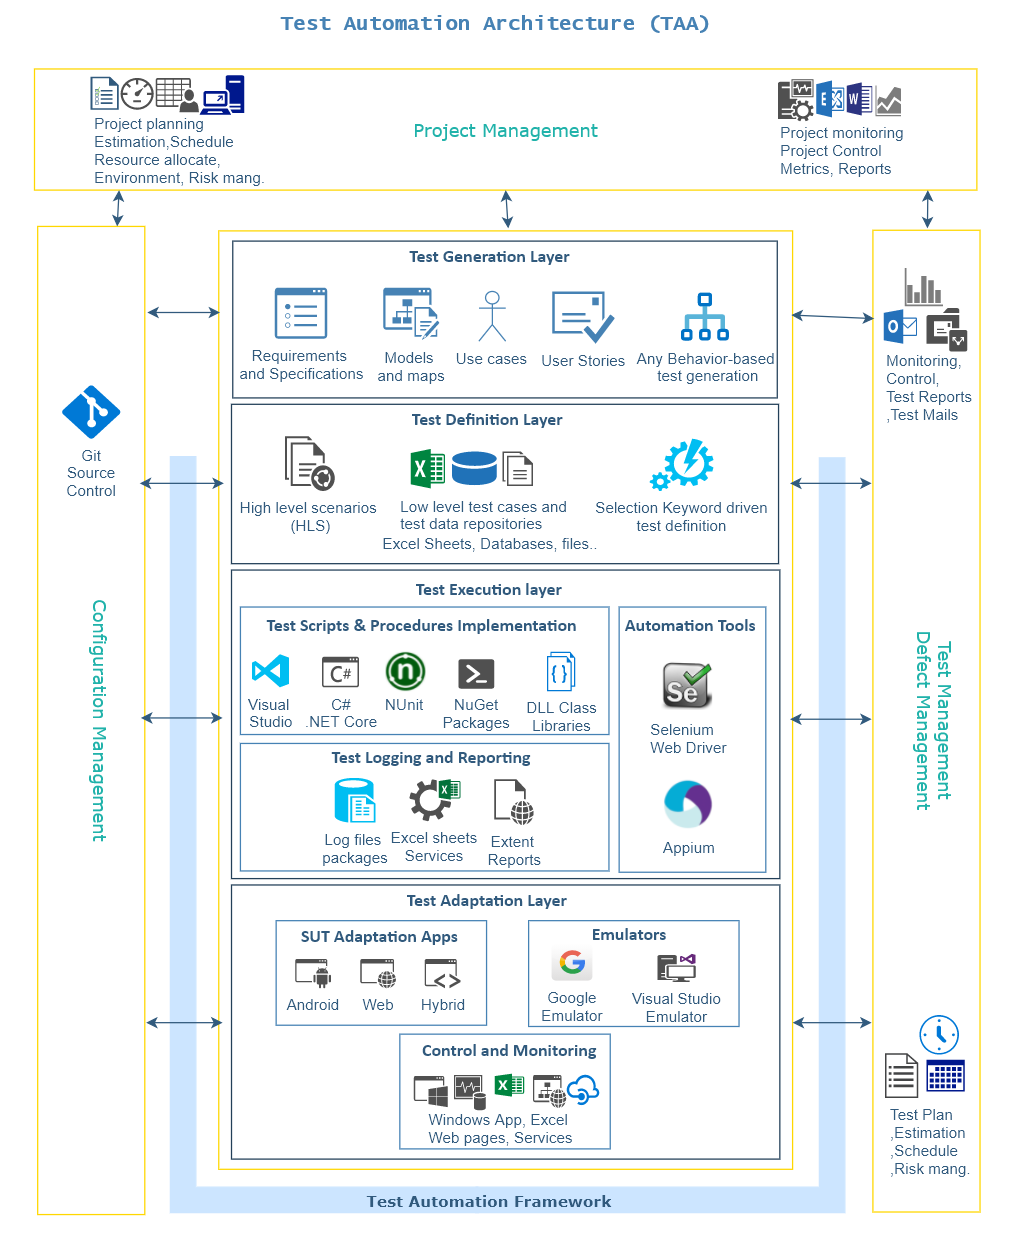 Test Automation Architecture (TAA)
Project planning
Estimation,Schedule
Resource allocate,
Environment, Risk mang.
Project Management
E
W
Project monitoring
Project Control
Metrics, Reports
Git
Source
Control
Configuration Management
Test Generation Layer
Requirements
and Specifications
Models
and maps
Use cases
User Stories
Any Behavior-based
test generation
Test Definition Layer
High level scenarios
(HLS)
X
Low level test cases and
test data repositories
Excel Sheets, Databases, files..
Selection Keyword driven
test definition
Test Execution layer
Test Scripts & Procedures Implementation
Visual
Studio
C#
C#
.NET Core
n
NUnit
NuGet
Packages
{}
DLL Class
Libraries
Test Logging and Reporting
Log files
packages
X
Excel sheets
Services
Extent
Reports
Automation Tools
Se
Selenium
Web Driver
Appium
Test Adaptation Layer
SUT Adaptation Apps
Android
Web
Hybrid
Emulators
G
Google
Emulator
Visual Studio
Emulator
Control and Monitoring
X
Windows App, Excel
Web pages, Services
Test Automation Framework
O
Monitoring,
Control,
Test Reports
,Test Mails
Test Management
Defect Management
Test Plan
,Estimation
,Schedule
,Risk mang.